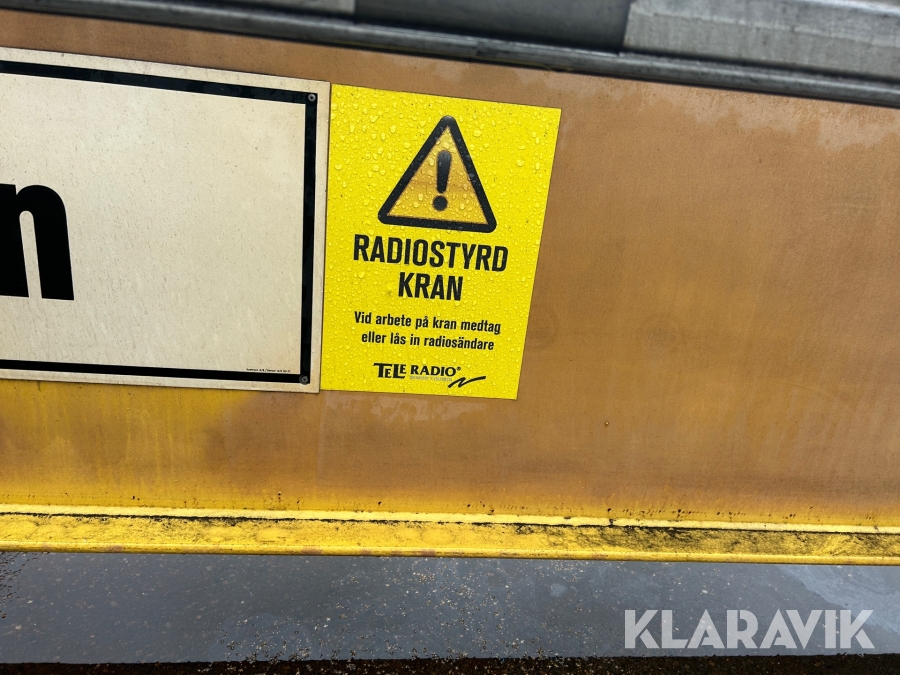 n
RADIOSTYRD
KRAN
Vid arbete på kran medtag
eller lås in radiosändare
TELE RADIO®
KLARAVIK